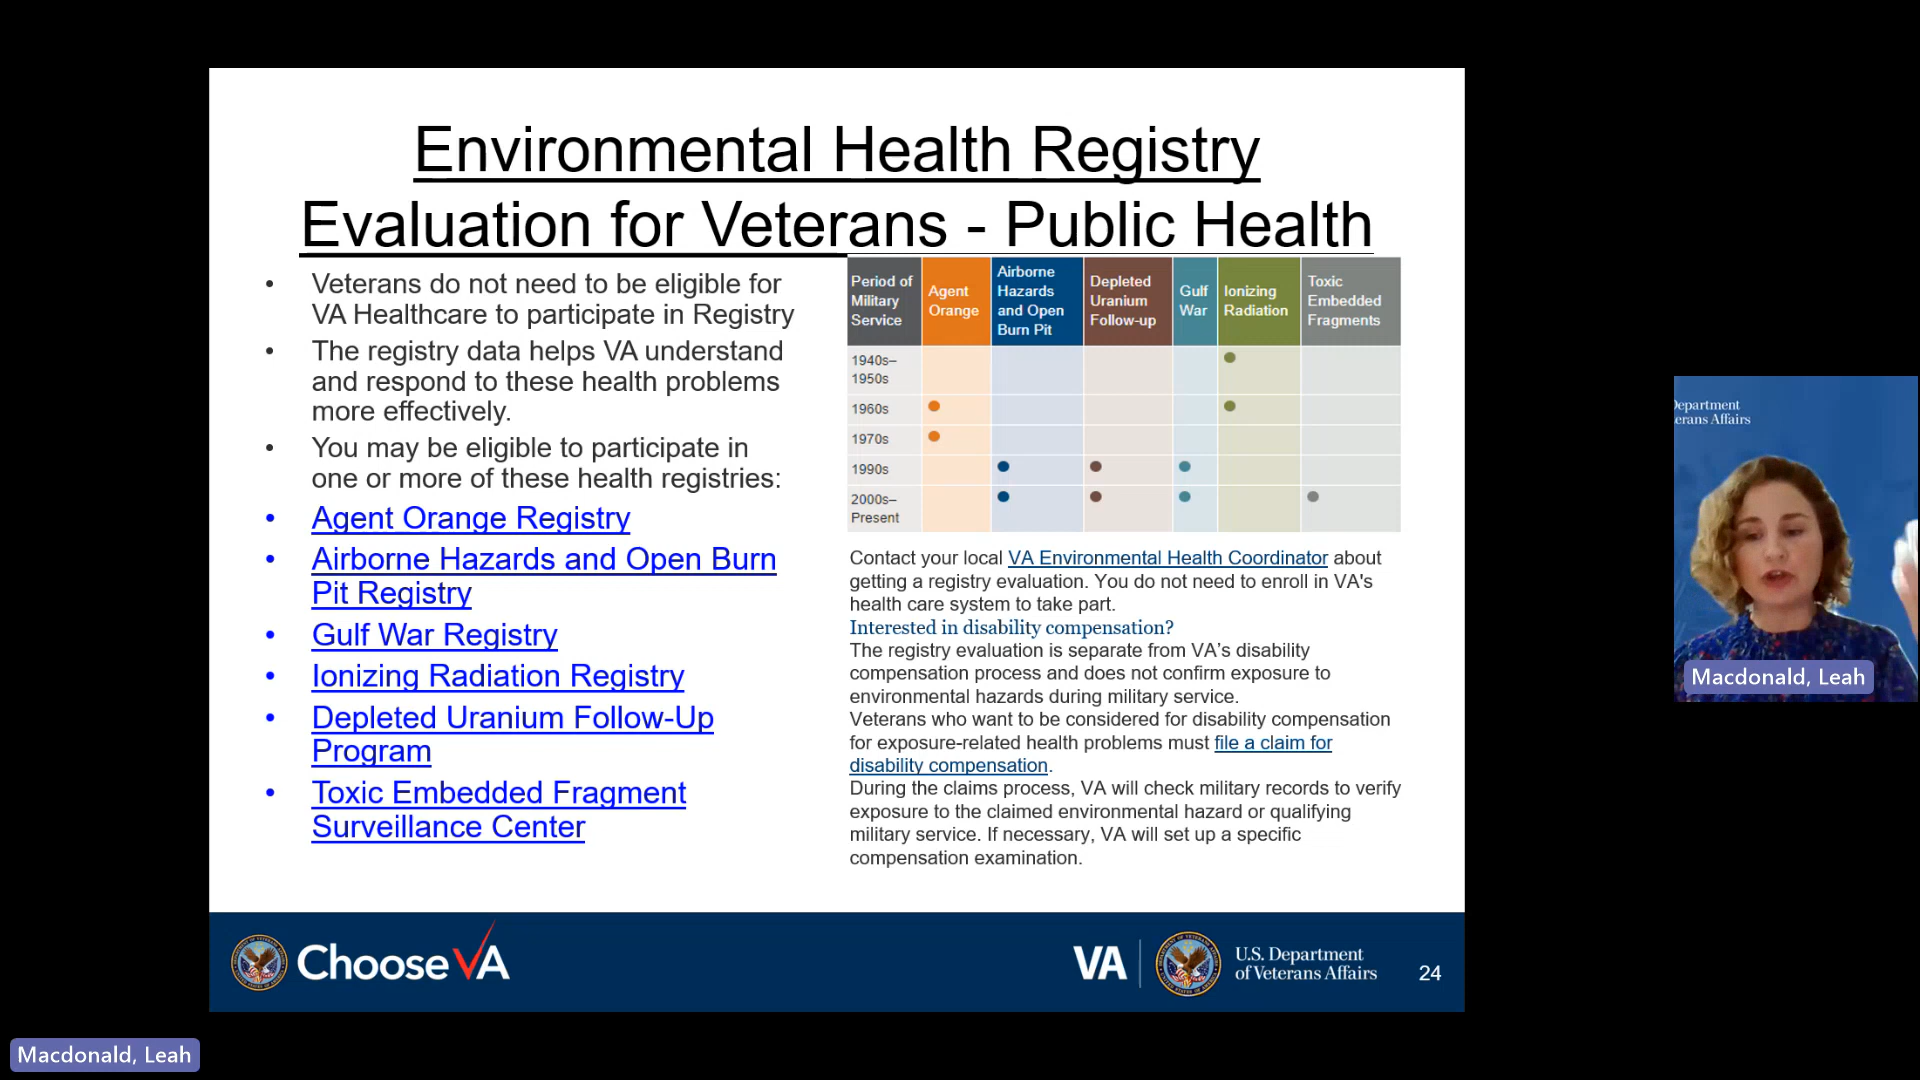 Environmental Health Registry
Evaluation for Veterans - Public Health
• Veterans do not need to be eligible for
VA Healthcare to participate in Registry
• The registry data helps VA understand
and respond to these health problems
more effectively.
• You may be eligible to participate in
one or more of these health registries:
• Agent Orange Registry
• Airborne Hazards and Open Burn
Pit Registry
• Gulf War Registry
• Ionizing Radiation Registry
• Depleted Uranium Follow-Up
Program
• Toxic Embedded Fragment
Surveillance Center
Period of
Military
Service
Agent
Orange
Airborne
Hazards
and Open
Burn Pit
Depleted
Uranium
Follow-up
Gulf
War
Ionizing
Radiation
Toxic
Embedded
Fragments
1940s–
1950s
1960s
1970s
1990s
2000s–
Present
Contact your local VA Environmental Health Coordinator about
getting a registry evaluation. You do not need to enroll in VA's
health care system to take part.
Interested in disability compensation?
The registry evaluation is separate from VA's disability
compensation process and does not confirm exposure to
environmental hazards during military service.
Veterans who want to be considered for disability compensation
for exposure-related health problems must file a claim for
disability compensation.
During the claims process, VA will check military records to verify
exposure to the claimed environmental hazard or qualifying
military service. If necessary, VA will set up a specific
compensation examination.
Choose VA
VA
U.S. Department
of Veterans Affairs
24
epartment
erans Affairs
Macdonald, Leah
Macdonald, Leah